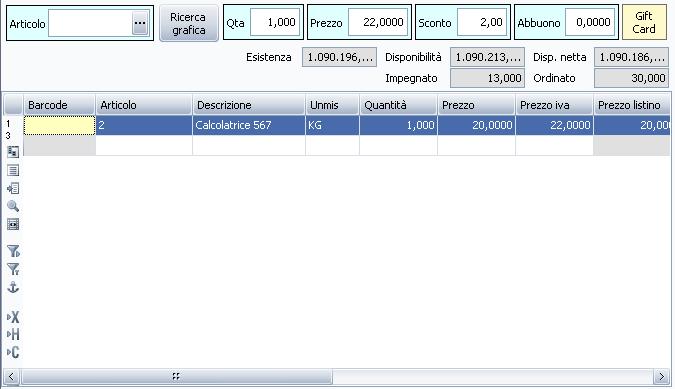 Articolo ... Ricerca grafica Qta 1,000 Prezzo 22,0000 Sconto 2,00 Abbuono 0,0000 Gift Card
Esistenza 1.090.196,... Disponibilità 1.090.213,... Disp. netta 1.090.186,...
Impegnato 13,000 Ordinato 30,000
Barcode Articolo Descrizione Unmis Quantità Prezzo Prezzo iva Prezzo listino
1 2 Calcolatrice 567 KG 1,000 20,0000 22,0000 20,00
3
X
H
C